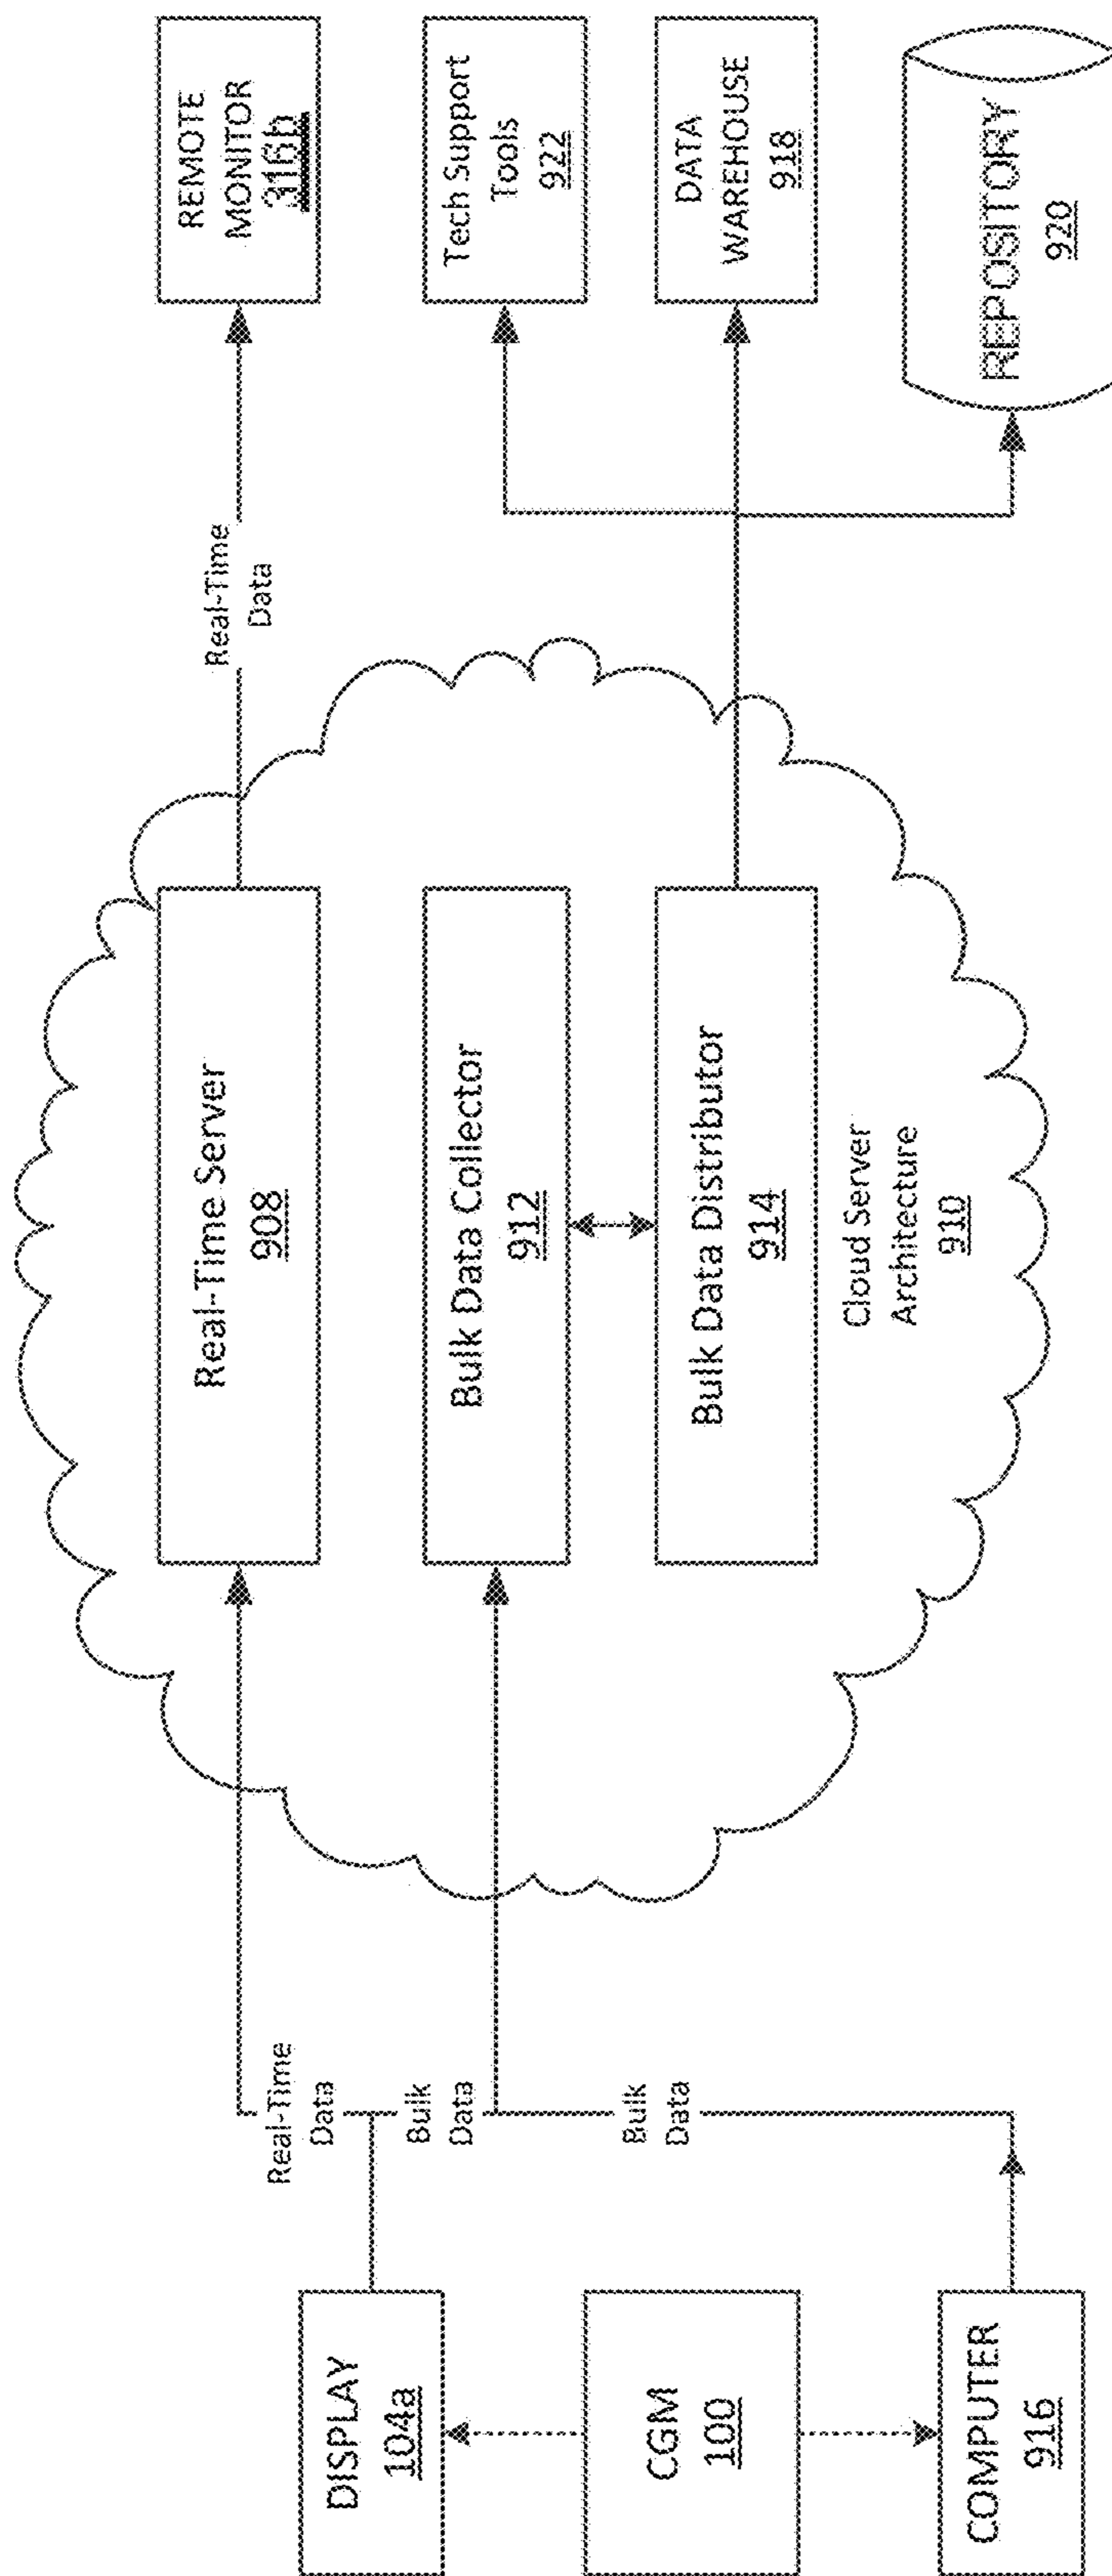 DISPLAY
104a
CGM
100
COMPUTER
916
Real-Time
Data
Bulk
Data
Bulk
Data
Real-Time Server
908
Bulk Data Collector
912
Bulk Data Distributor
914
Cloud Server
Architecture
910
Real-Time
Data
REMOTE
MONITOR
316b
Tech Support
Tools
922
DATA
WAREHOUSE
918
REPOSITORY
920